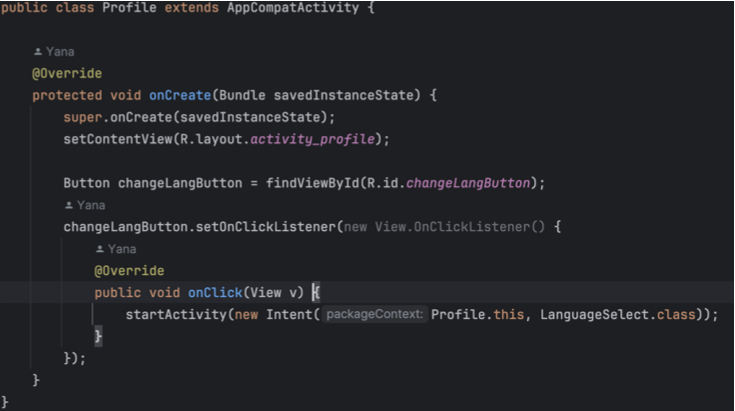 public class Profile extends AppCompatActivity {
Yana
@Override
protected void onCreate(Bundle savedInstanceState) {
super.onCreate(savedInstanceState);
setContentView(R.layout.activity_profile);
Button changeLangButton = findViewById(R.id.changeLangButton);
Yana
changeLangButton.setOnClickListener(new View.OnClickListener() {
Yana
@Override
public void onClick(View v) {
startActivity(new Intent( packageContext: Profile.this, LanguageSelect.class));
}
});
}
}